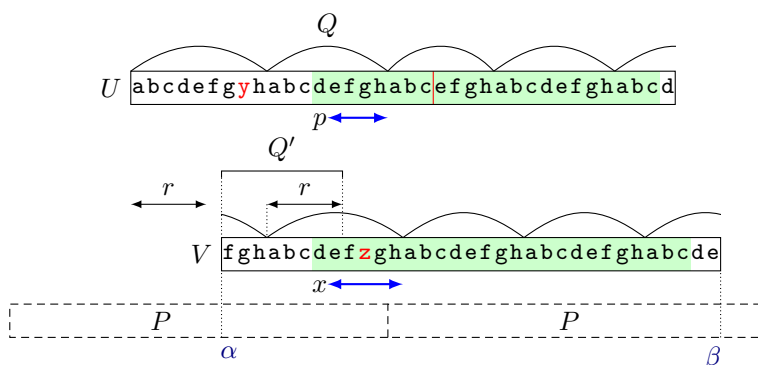 Q
U abcdefgyhabcdefghabcefghabcdefghabcd
p
Q′
r r
V fghabcdefzghabcdefghabcdefghabcde
x
P P
α β